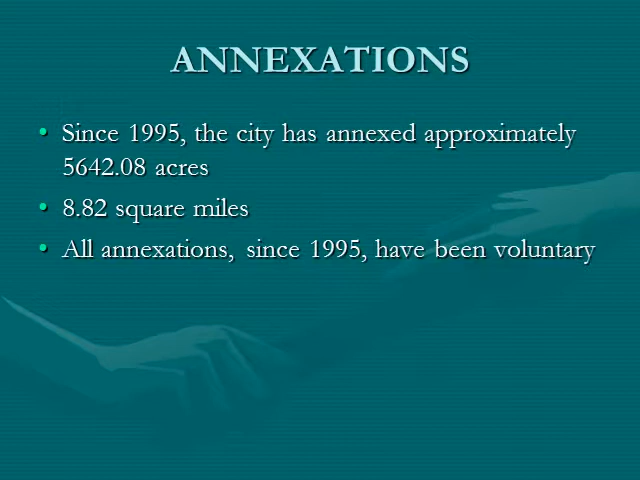 ANNEXATIONS
• Since 1995, the city has annexed approximately
5642.08 acres
• 8.82 square miles
• All annexations, since 1995, have been voluntary